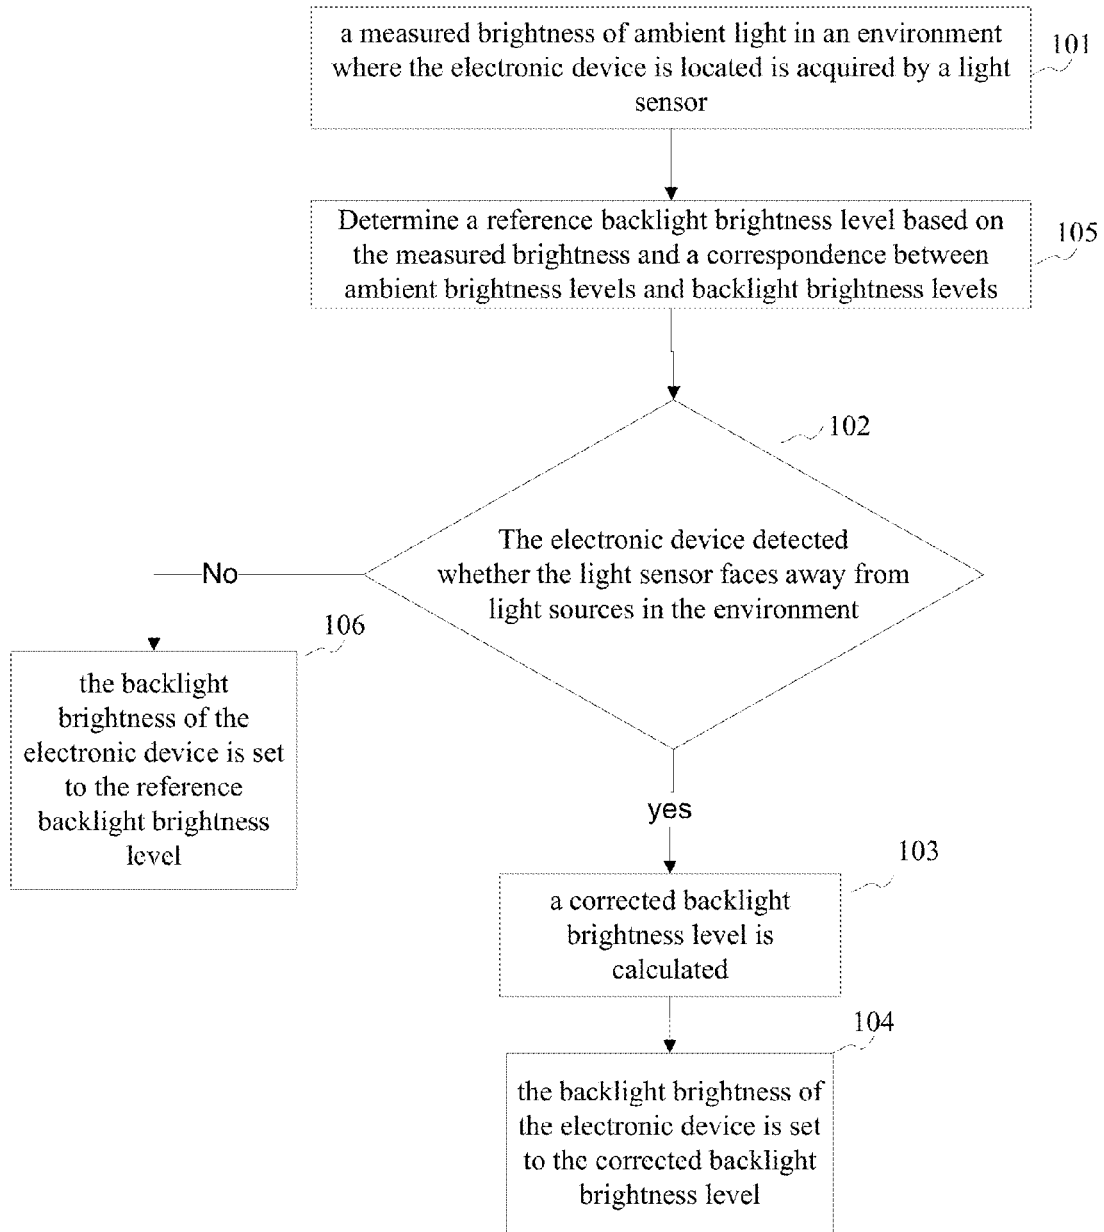 a measured brightness of ambient light in an environment
where the electronic device is located is acquired by a light
sensor
101
Determine a reference backlight brightness level based on
the measured brightness and a correspondence between
ambient brightness levels and backlight brightness levels
105
102
The electronic device detected
whether the light sensor faces away from
light sources in the environment
No
106
the backlight
brightness of the
electronic device is set
to the reference
backlight brightness
level
yes
103
a corrected backlight
brightness level is
calculated
104
the backlight brightness of
the electronic device is set
to the corrected backlight
brightness level